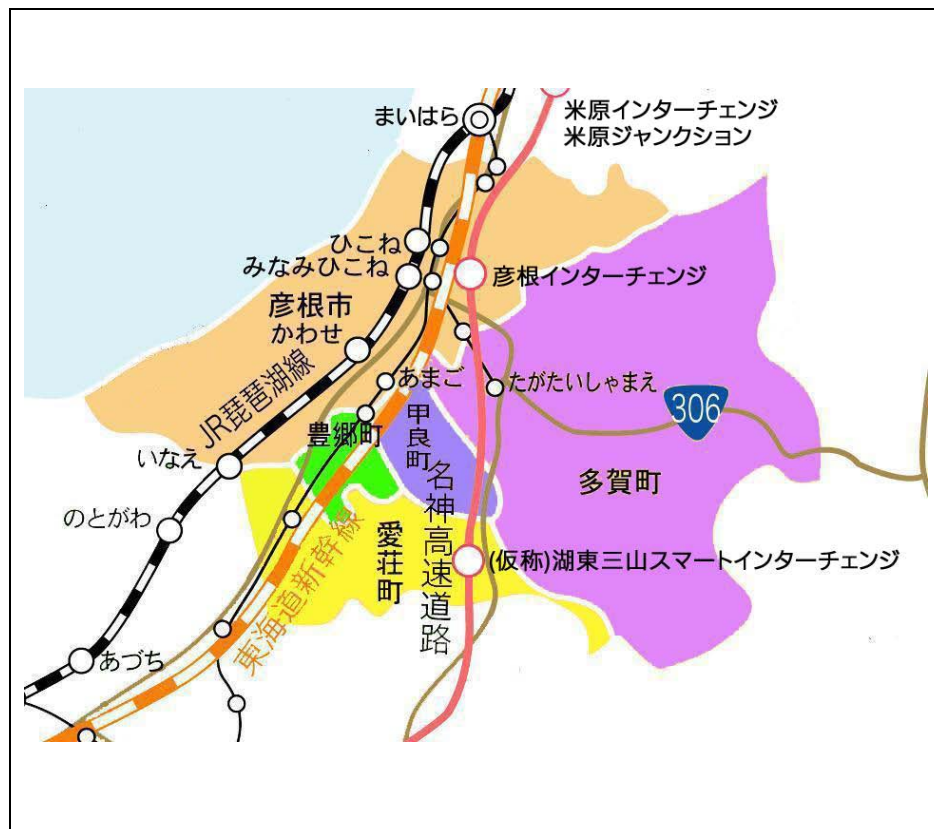 まいはら
米原インターチェンジ
米原ジャンクション
ひこね
みなみひこね
彦根インターチェンジ
彦根市
かわせ
JR琵琶湖線
あまご
たがたいしゃまえ
306
豊郷町
甲良町
いなえ
多賀町
のとがわ
名神高速道路
愛荘町
東海道新幹線
(仮称)湖東三山スマートインターチェンジ
あづち